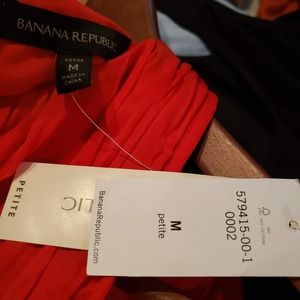 BANANA REPUBLIC
PETITE
M
MADE IN
CHINA
PETITE
LIC
BananaRepublic.com
M
petite
579415-00-1
0002